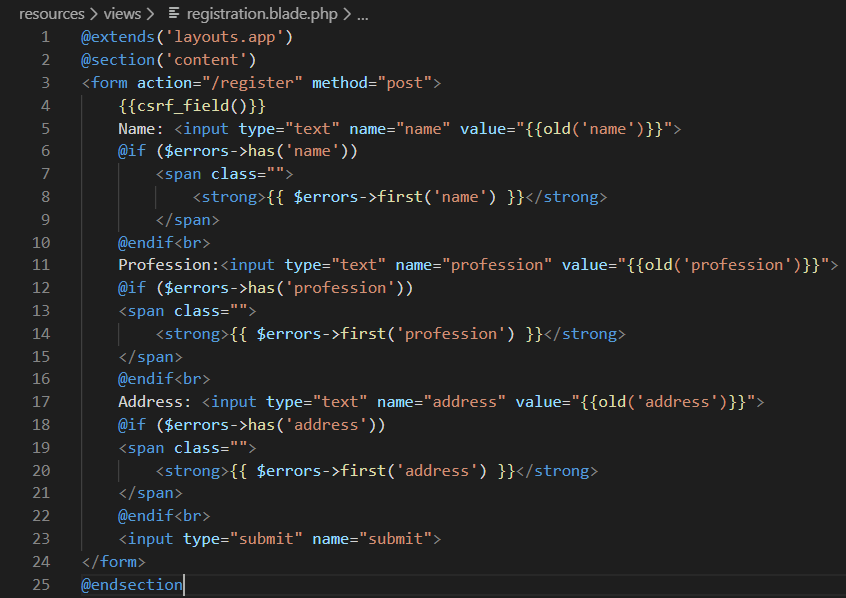 resources > views > registration.blade.php > ...
1 @extends('layouts.app')
2 @section('content')
3 <form action="/register" method="post">
4     {{csrf_field()}}
5     Name: <input type="text" name="name" value="{{old('name')}}">
6     @if ($errors->has('name'))
7         <span class="">
8             <strong>{{ $errors->first('name') }}</strong>
9         </span>
10     @endif<br>
11     Profession:<input type="text" name="profession" value="{{old('profession')}}">
12     @if ($errors->has('profession'))
13     <span class="">
14         <strong>{{ $errors->first('profession') }}</strong>
15     </span>
16     @endif<br>
17     Address: <input type="text" name="address" value="{{old('address')}}">
18     @if ($errors->has('address'))
19     <span class="">
20         <strong>{{ $errors->first('address') }}</strong>
21     </span>
22     @endif<br>
23     <input type="submit" name="submit">
24 </form>
25 @endsection